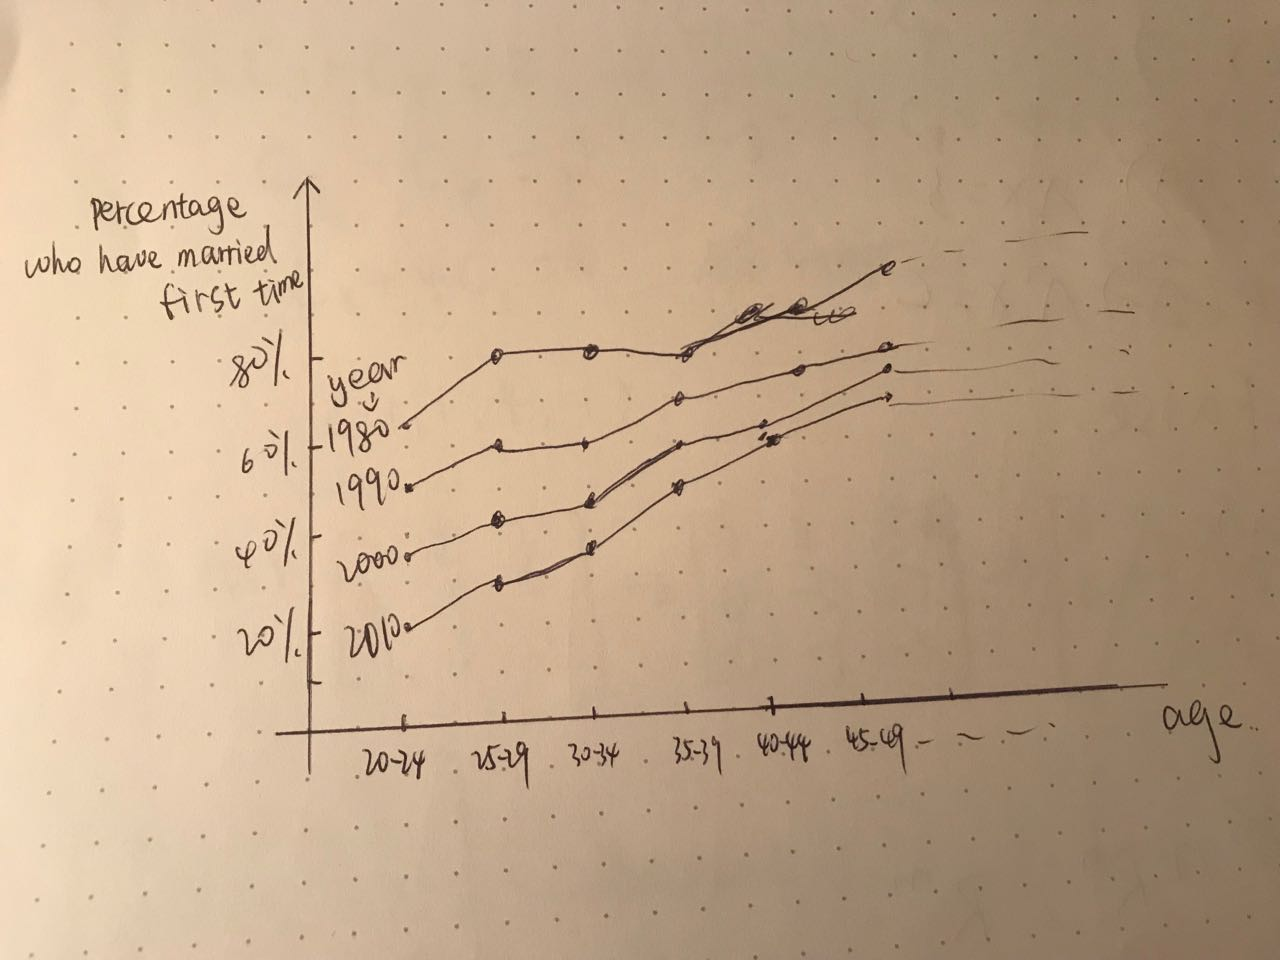 percentage
who have married
first time
80%
year
1980
60%
1990
40%
2000
20%
2010
20-24 25-29 30-34 35-39 40-44 45-49
age